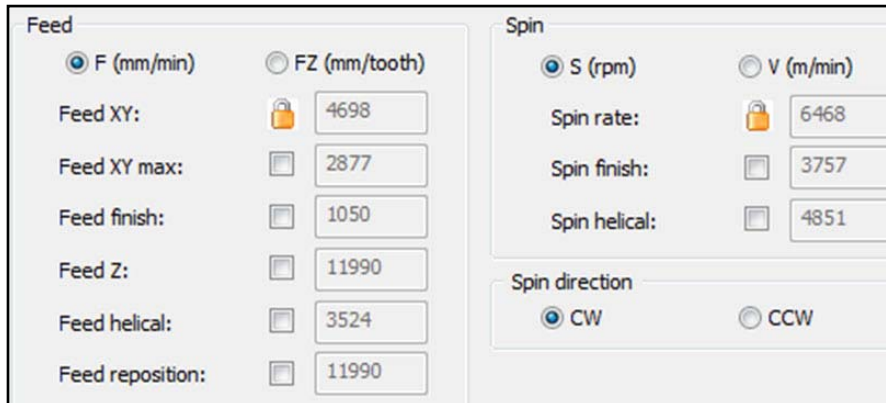 Feed
F (mm/min) FZ (mm/tooth)
Feed XY: 4698
Feed XY max: 2877
Feed finish: 1050
Feed Z: 11990
Feed helical: 3524
Feed reposition: 11990
Spin
S (rpm) V (m/min)
Spin rate: 6468
Spin finish: 3757
Spin helical: 4851
Spin direction
CW CCW